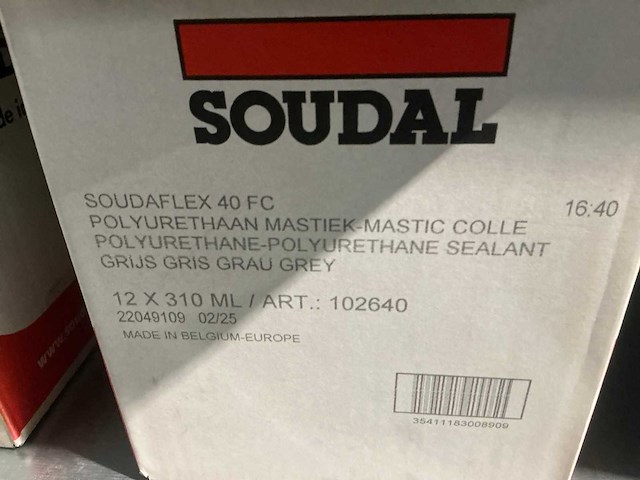 SOUDAL
SOUDAFLEX 40 FC
16:40
POLYURETHAAN MASTIEK-MASTIC COLLE
POLYURETHANE-POLYURETHANE SEALANT
GRIJS GRIS GRAU GREY
12 X 310 ML / ART.: 102640
22049109 02/25
MADE IN BELGIUM-EUROPE
35411183008909